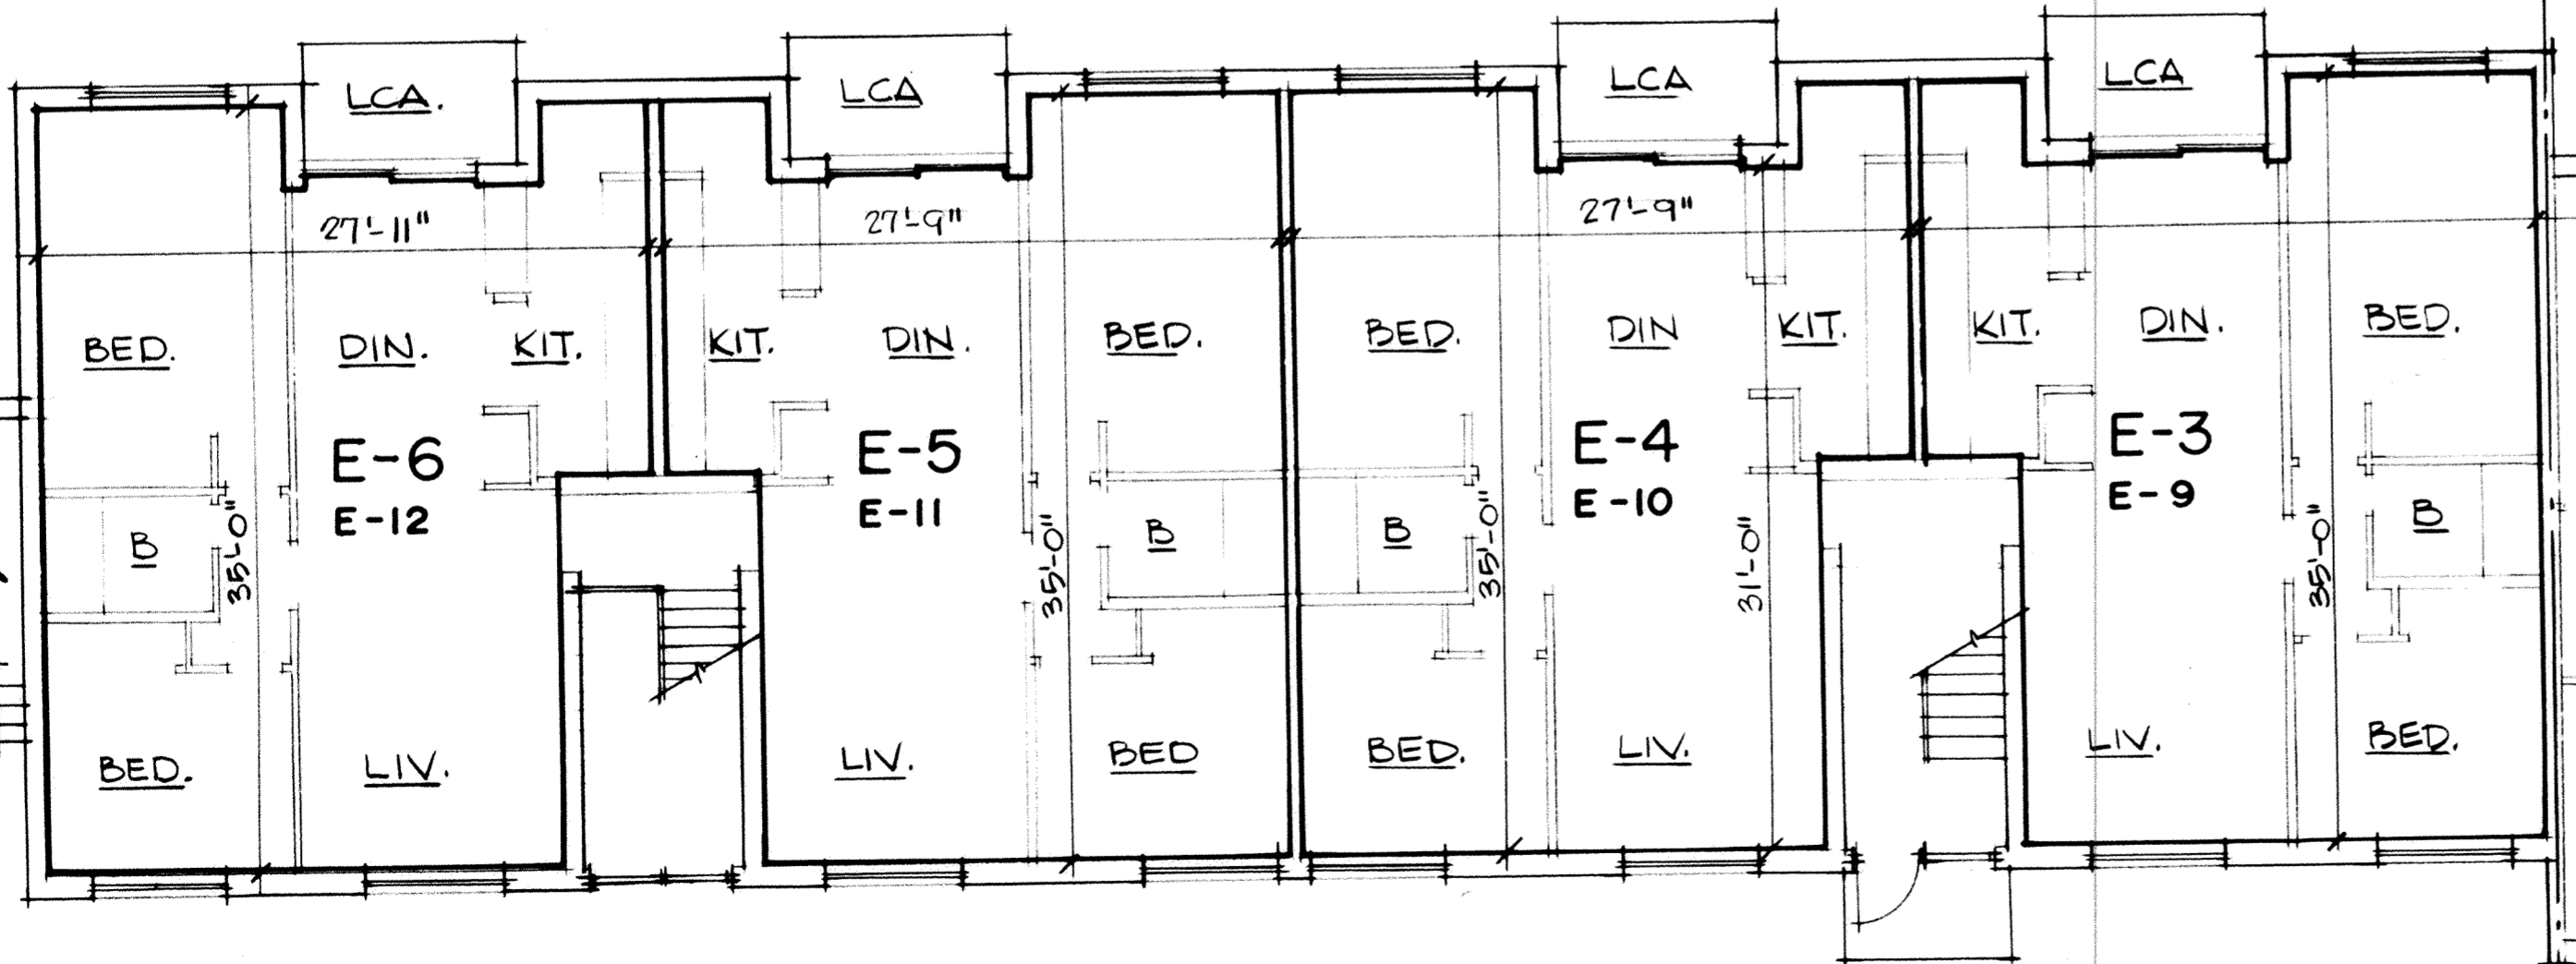 LCA.
LCA
LCA
LCA
27'-11"
27'-9"
27'-9"
BED.
DIN.
KIT.
KIT.
DIN.
BED.
BED.
DIN
KIT.
KIT.
DIN.
BED.
E-6
E-12
E-5
E-11
E-4
E-10
E-3
E-9
B
35'-0"
35'-0"
B
B
35'-0"
31'-0"
35'-0"
B
BED.
LIV.
LIV.
BED
BED.
LIV.
LIV.
BED.